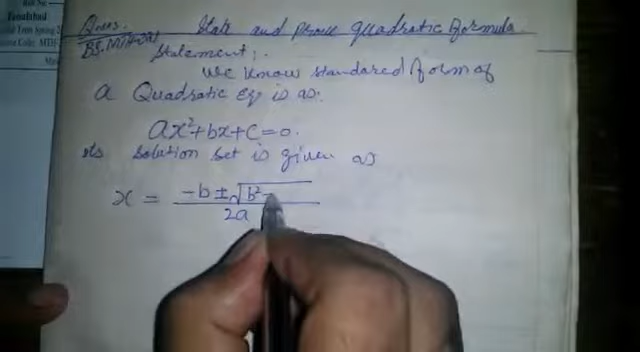 Ques. State and prove Quadratic Formula.
Statement:
We know standared form of
a Quadratic Eq is as:
ax²+bx+c=0.
its solution set is given as
x = -b ± √b² -
2a